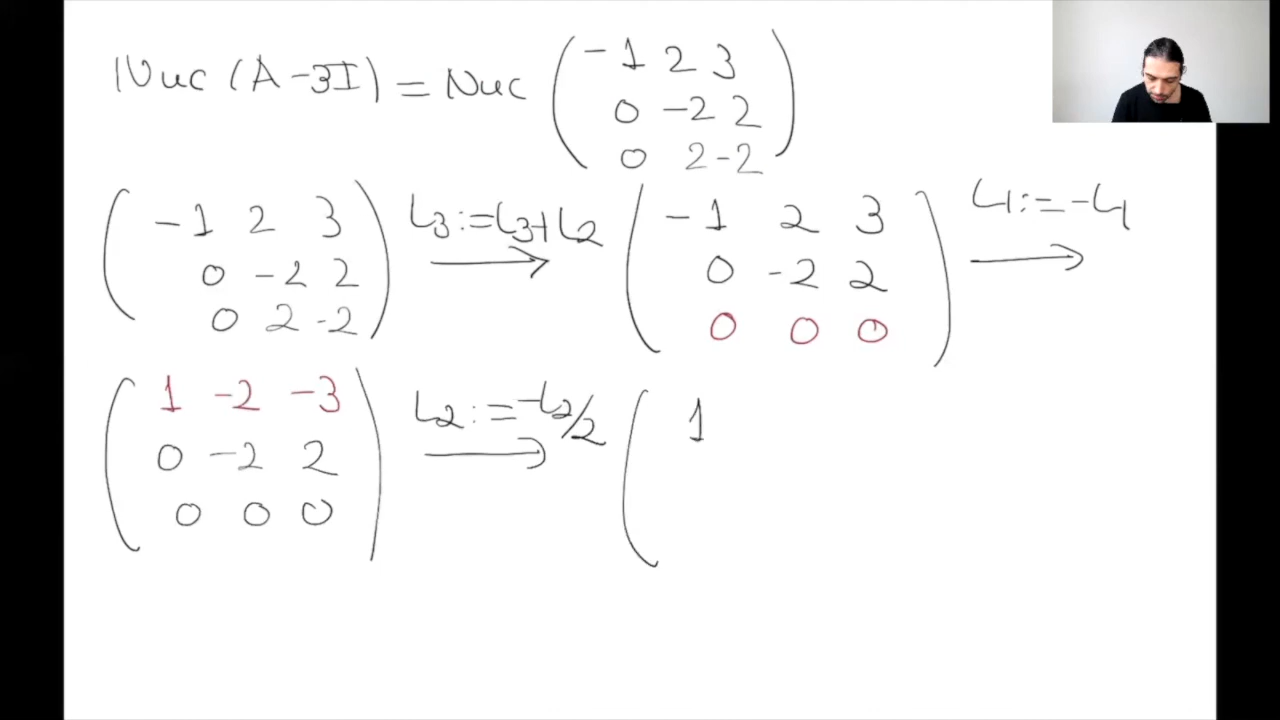 Nuc (A-3I) = Nuc
-1 2 3
0 -2 2
0 2 -2
-1 2 3
0 -2 2
0 2 -2
L3:=L3+L2
-1 2 3
0 -2 2
0 0 0
L1:=-L1
1 -2 -3
0 -2 2
0 0 0
L2:=-L2/2
1